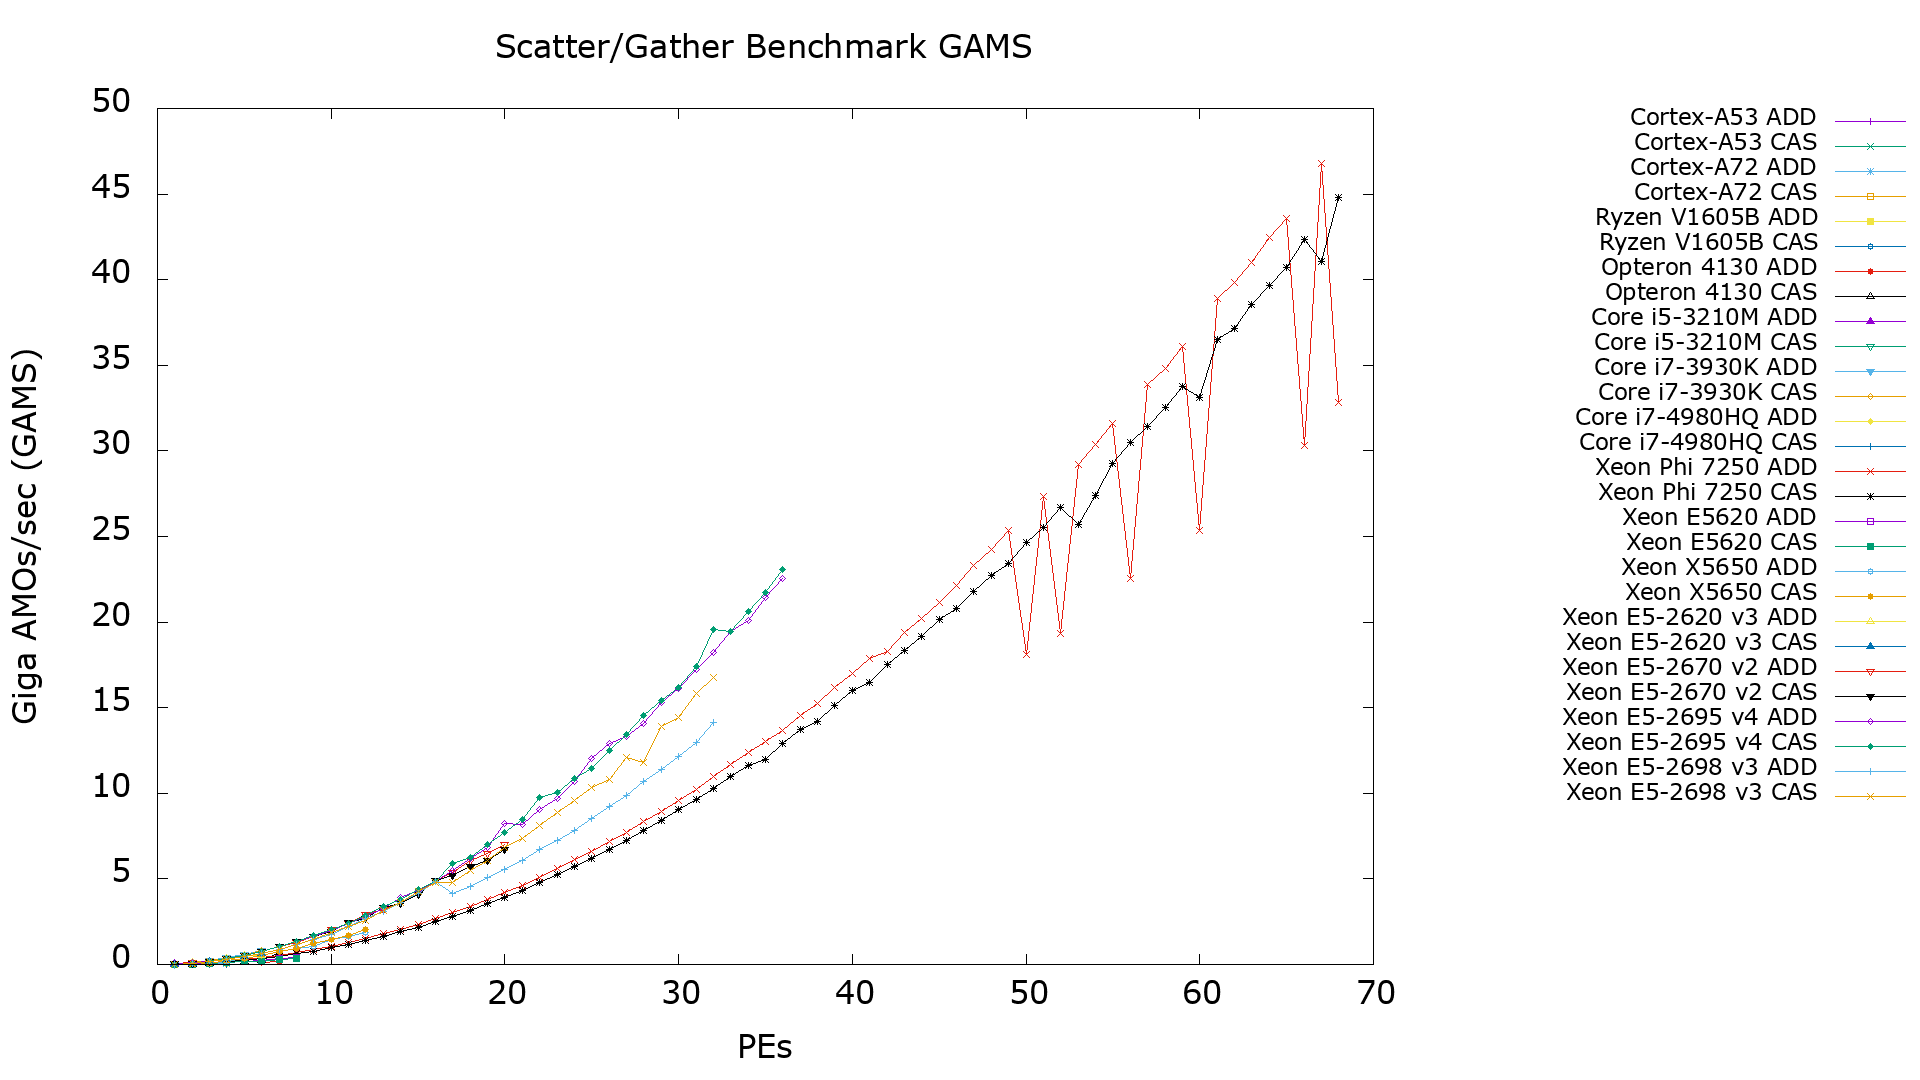 Scatter/Gather Benchmark GAMS
50
45
40
35
30
25
20
15
10
5
0
Giga AMOs/sec (GAMS)
0 10 20 30 40 50 60 70
PEs
Cortex-A53 ADD
Cortex-A53 CAS
Cortex-A72 ADD
Cortex-A72 CAS
Ryzen V1605B ADD
Ryzen V1605B CAS
Opteron 4130 ADD
Opteron 4130 CAS
Core i5-3210M ADD
Core i5-3210M CAS
Core i7-3930K ADD
Core i7-3930K CAS
Core i7-4980HQ ADD
Core i7-4980HQ CAS
Xeon Phi 7250 ADD
Xeon Phi 7250 CAS
Xeon E5620 ADD
Xeon E5620 CAS
Xeon X5650 ADD
Xeon X5650 CAS
Xeon E5-2620 v3 ADD
Xeon E5-2620 v3 CAS
Xeon E5-2670 v2 ADD
Xeon E5-2670 v2 CAS
Xeon E5-2695 v4 ADD
Xeon E5-2695 v4 CAS
Xeon E5-2698 v3 ADD
Xeon E5-2698 v3 CAS